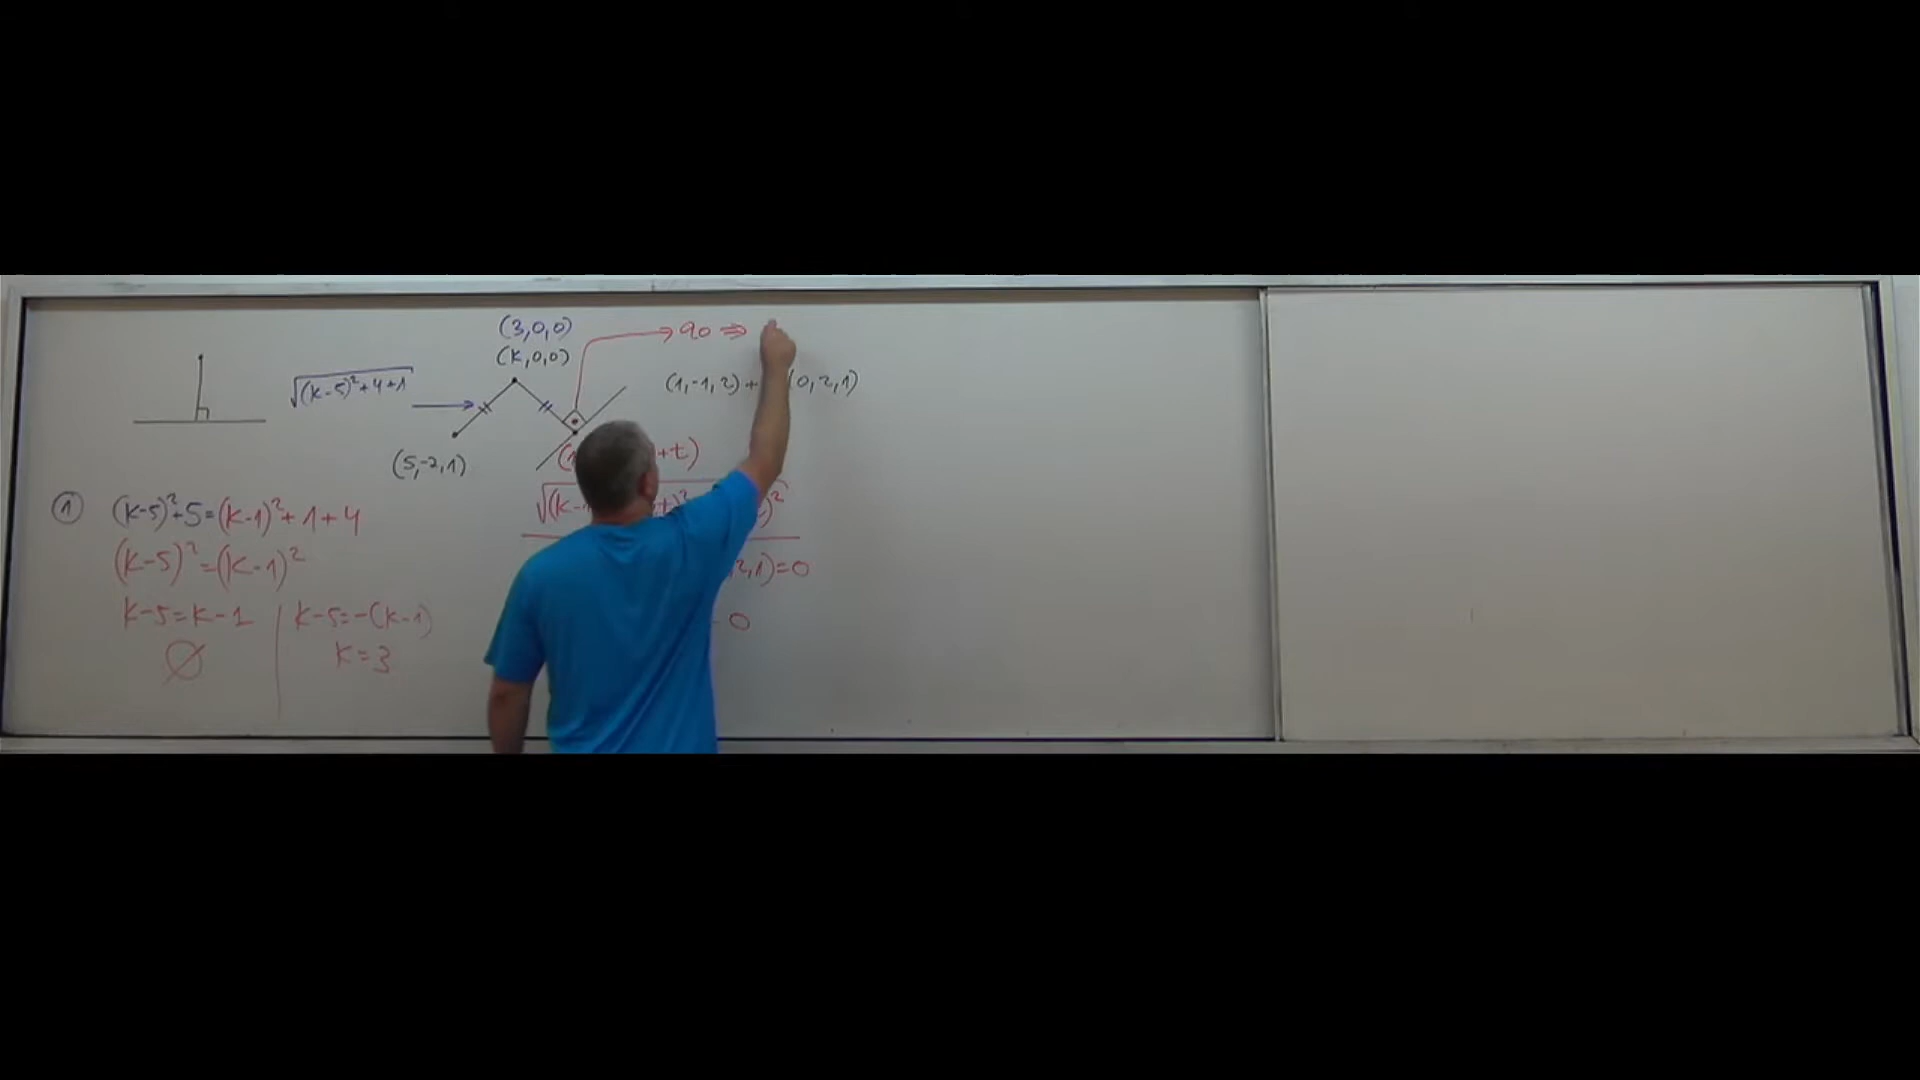 (3,0,0)
(k,0,0)
90 ⇒
√((k-5)²+4+1)
(1,-1,2) +
(0,2,1)
(5,-2,1)
+t)
① (k-5)²+5=(k-1)²+1+4
(k-5)²=(k-1)²
,2,1)=0
k-5=k-1
k-5=-(k-1)
0
∅
k=3